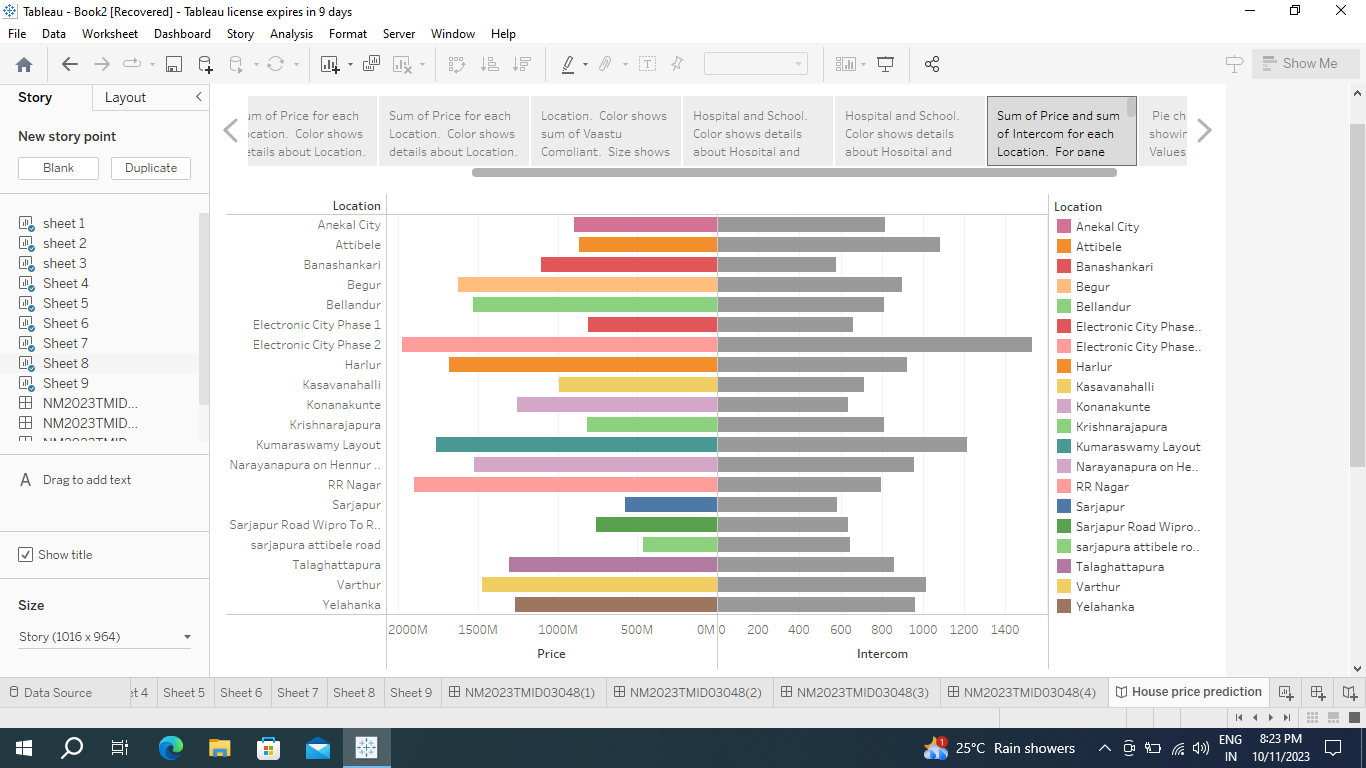 Tableau - Book2 [Recovered] - Tableau license expires in 9 days
File Data Worksheet Dashboard Story Analysis Format Server Window Help
Show Me
Story Layout
New story point
Blank Duplicate
sheet 1
sheet 2
sheet 3
Sheet 4
Sheet 5
Sheet 6
Sheet 7
Sheet 8
Sheet 9
NM2023TMID...
NM2023TMID...
NM2023TMID
A Drag to add text
Show title
Size
Story (1016 x 964)
um of Price for each
ocation. Color shows
etails about Location.
Sum of Price for each
Location. Color shows
details about Location.
Location. Color shows
sum of Vaastu
Compliant. Size shows
Hospital and School.
Color shows details
about Hospital and
Hospital and School.
Color shows details
about Hospital and
Sum of Price and sum
of Intercom for each
Location. For pane
Pie ch
showin
Values
Location
Anekal City
Attibele
Banashankari
Begur
Bellandur
Electronic City Phase 1
Electronic City Phase 2
Harlur
Kasavanahalli
Konanakunte
Krishnarajapura
Kumaraswamy Layout
Narayanapura on Hennur ..
RR Nagar
Sarjapur
Sarjapur Road Wipro To R..
sarjapura attibele road
Talaghattapura
Varthur
Yelahanka
2000M 1500M 1000M 500M 0M 0 200 400 600 800 1000 1200 1400
Price Intercom
Location
Anekal City
Attibele
Banashankari
Begur
Bellandur
Electronic City Phase..
Electronic City Phase..
Harlur
Kasavanahalli
Konanakunte
Krishnarajapura
Kumaraswamy Layout
Narayanapura on He..
RR Nagar
Sarjapur
Sarjapur Road Wipro..
sarjapura attibele ro..
Talaghattapura
Varthur
Yelahanka
Data Source et 4 Sheet 5 Sheet 6 Sheet 7 Sheet 8 Sheet 9 NM2023TMID03048(1) NM2023TMID03048(2) NM2023TMID03048(3) NM2023TMID03048(4) House price prediction
1 25°C Rain showers
ENG
IN
8:23 PM
10/11/2023